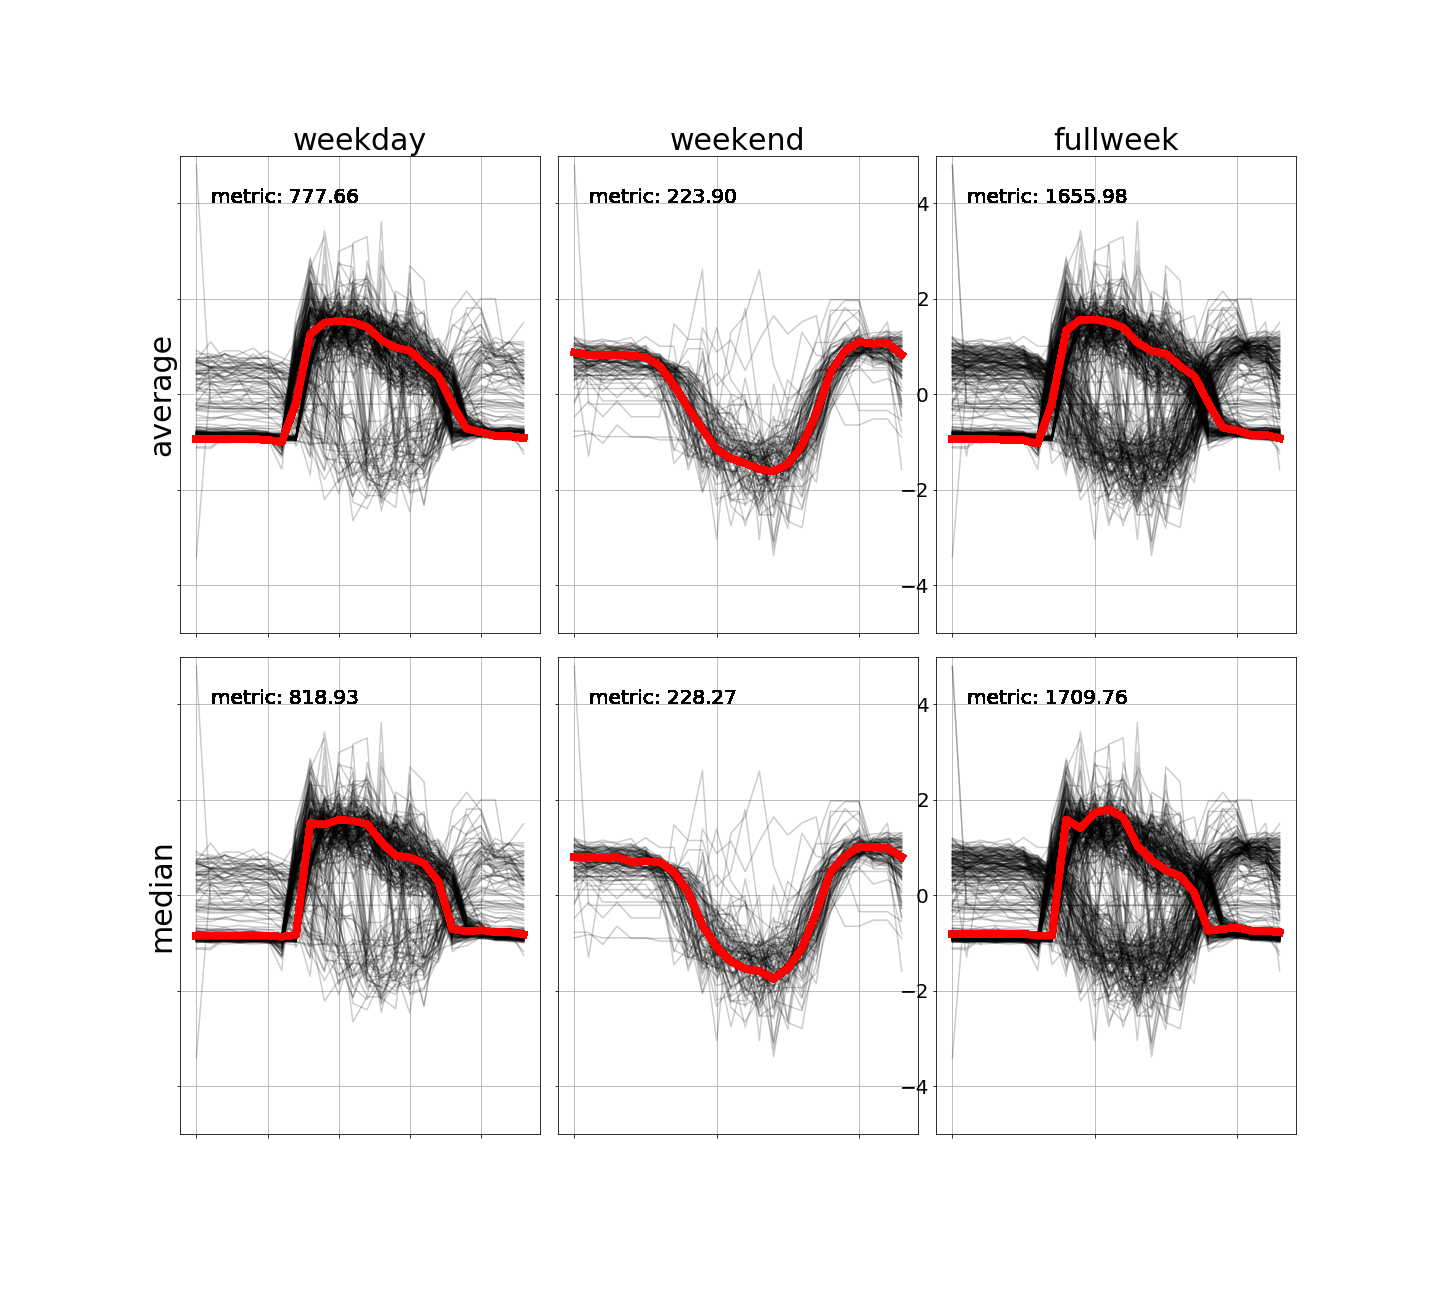 weekday weekend fullweek
metric: 777.66 metric: 223.90 metric: 1655.98
4
2
0
−2
−4
average
metric: 818.93 metric: 228.27 metric: 1709.76
4
2
0
−2
−4
median